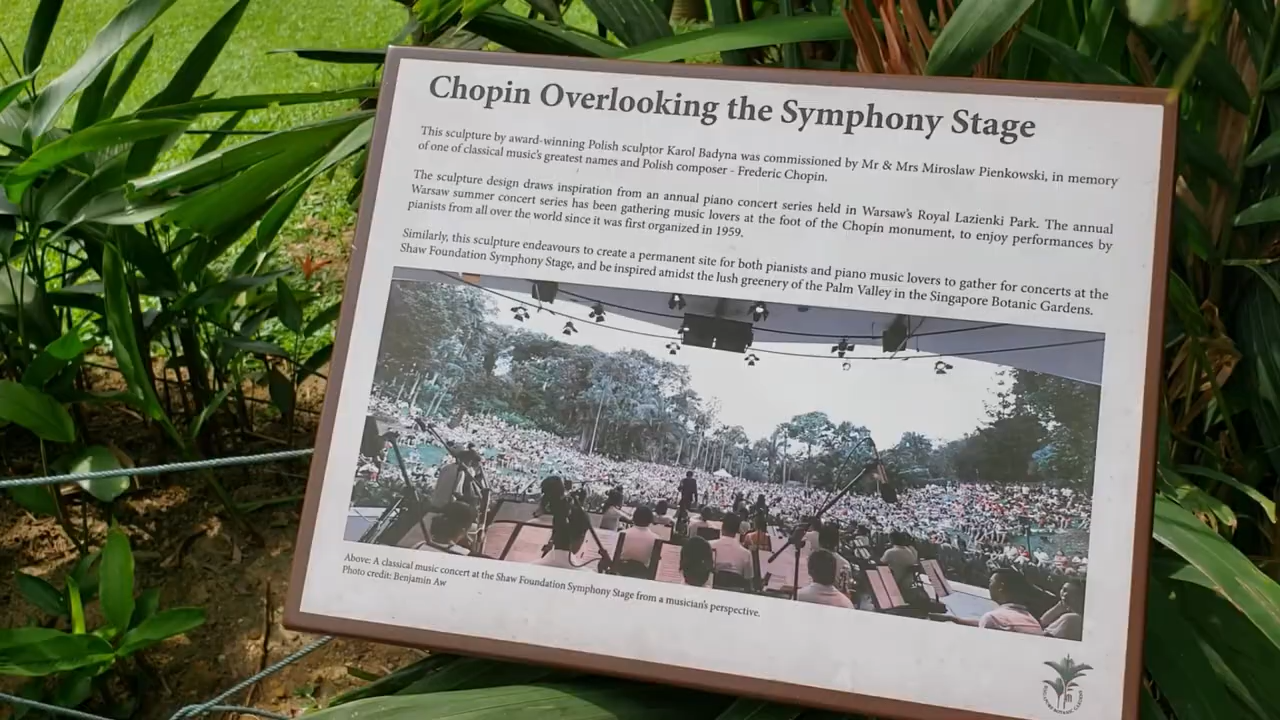 Chopin Overlooking the Symphony Stage
This sculpture by award-winning Polish sculptor Karol Badyna was commissioned by Mr & Mrs Miroslaw Pienkowski, in memory
of one of classical music's greatest names and Polish composer - Frederic Chopin.
The sculpture design draws inspiration from an annual piano concert series held in Warsaw's Royal Lazienki Park. The annual
Warsaw summer concert series has been gathering music lovers at the foot of the Chopin monument, to enjoy performances by
pianists from all over the world since it was first organized in 1959.
Similarly, this sculpture endeavours to create a permanent site for both pianists and piano music lovers to gather for concerts at the
Shaw Foundation Symphony Stage, and be inspired amidst the lush greenery of the Palm Valley in the Singapore Botanic Gardens.
Above: A classical music concert at the Shaw Foundation Symphony Stage from a musician's perspective.
Photo credit: Benjamin Aw
SINGAPORE BOTANIC GARDENS